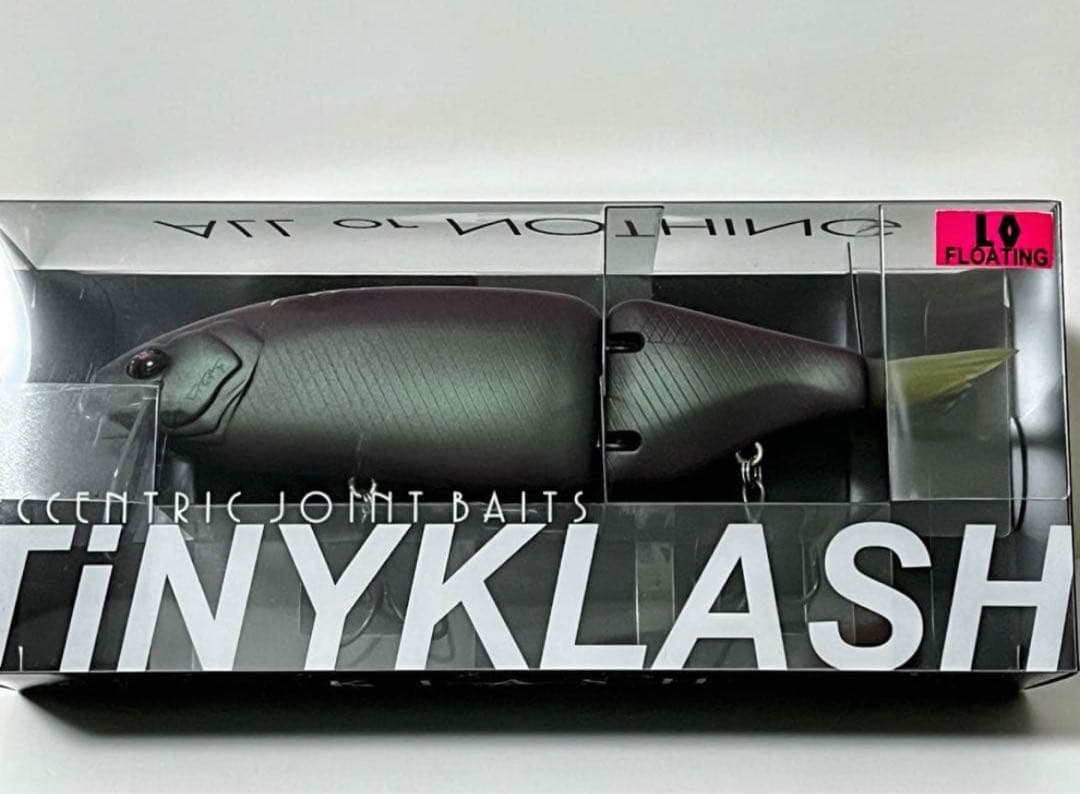 ALL or NOTHING
LO
FLOATING
CCENTRIC JOINT BAITS
TiNYKLASH